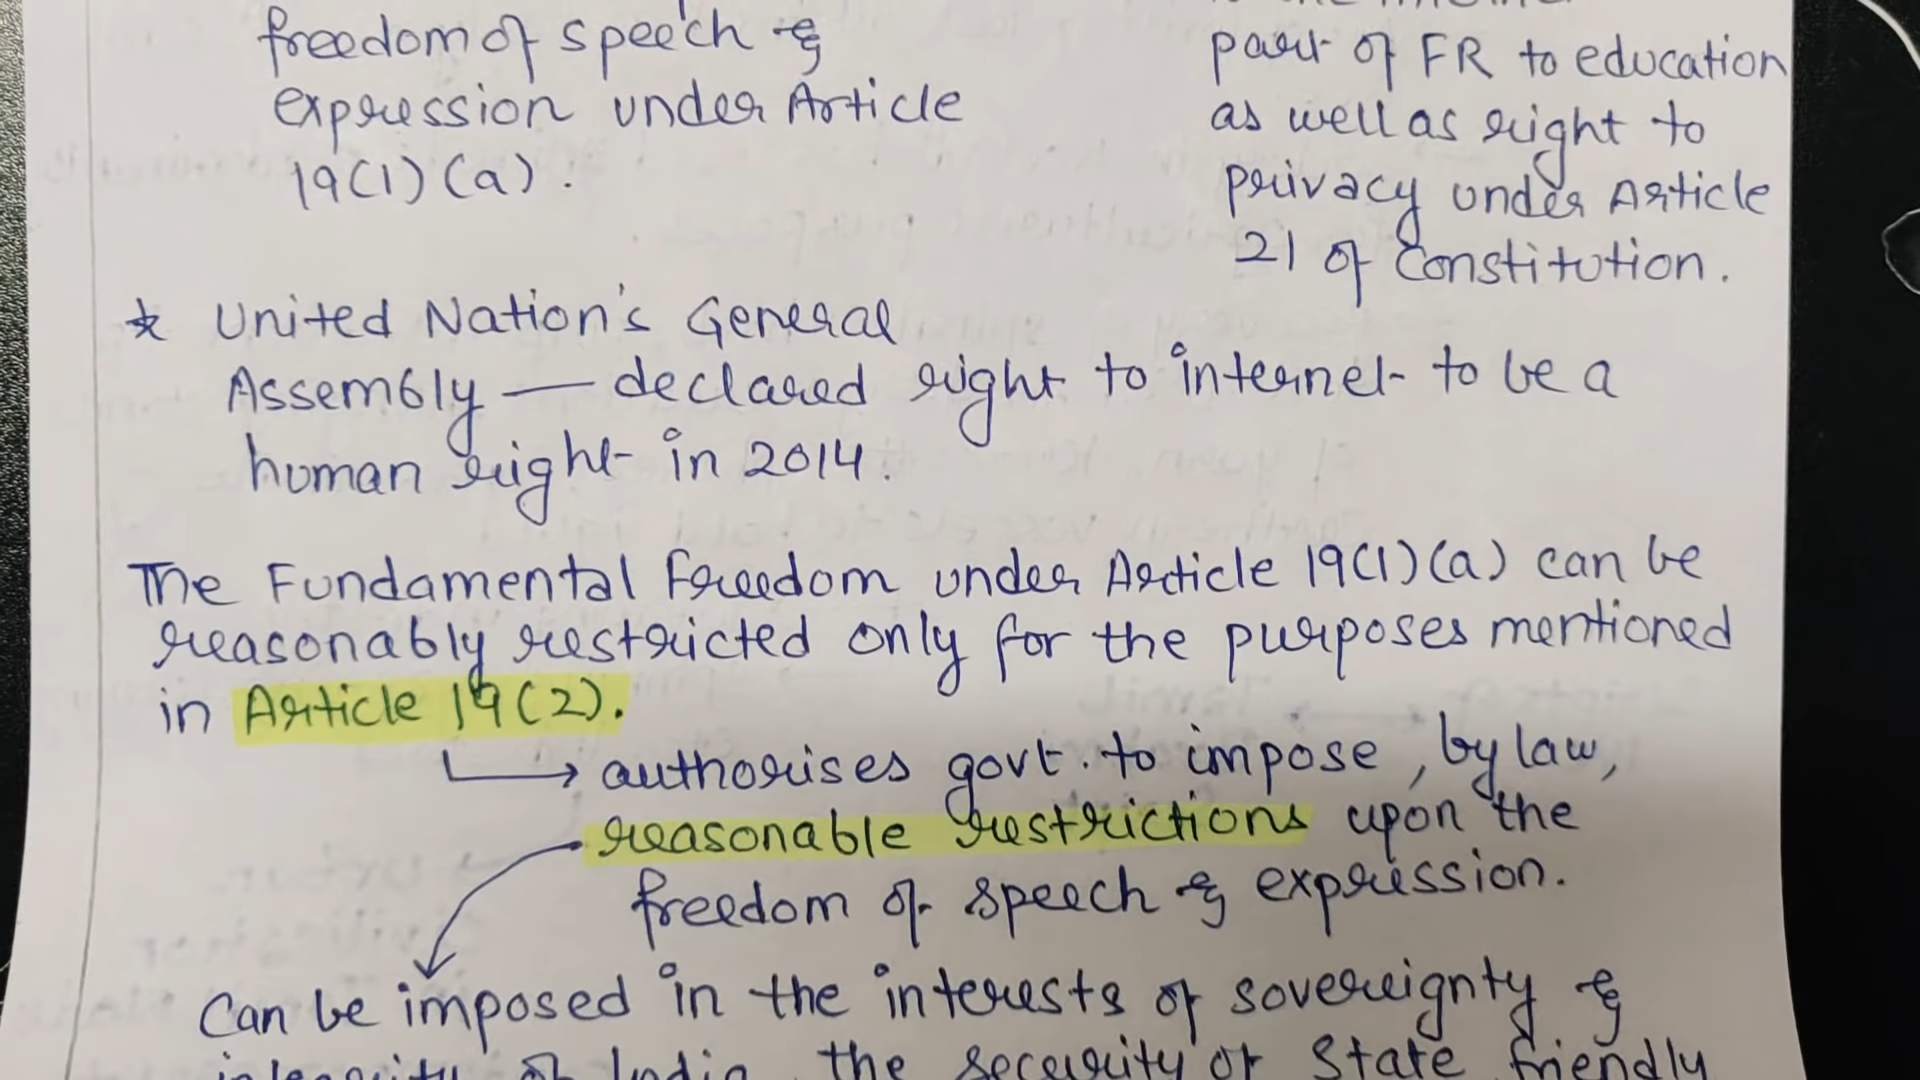 freedom of speech &
expression under Article
19(1)(a).
part of FR to education
as well as right to
privacy under Article
21 of Constitution.
* United Nation's General
Assembly — declared right to internet to be a
human right in 2014.
The Fundamental freedom under Article 19(1)(a) can be
reasonably restricted only for the purposes mentioned
in Article 19(2).
→ authorises govt. to impose, by law,
reasonable restrictions upon the
freedom of speech & expression.
Can be imposed in the interests of sovereignty &
integrity of India, the security of State friendly